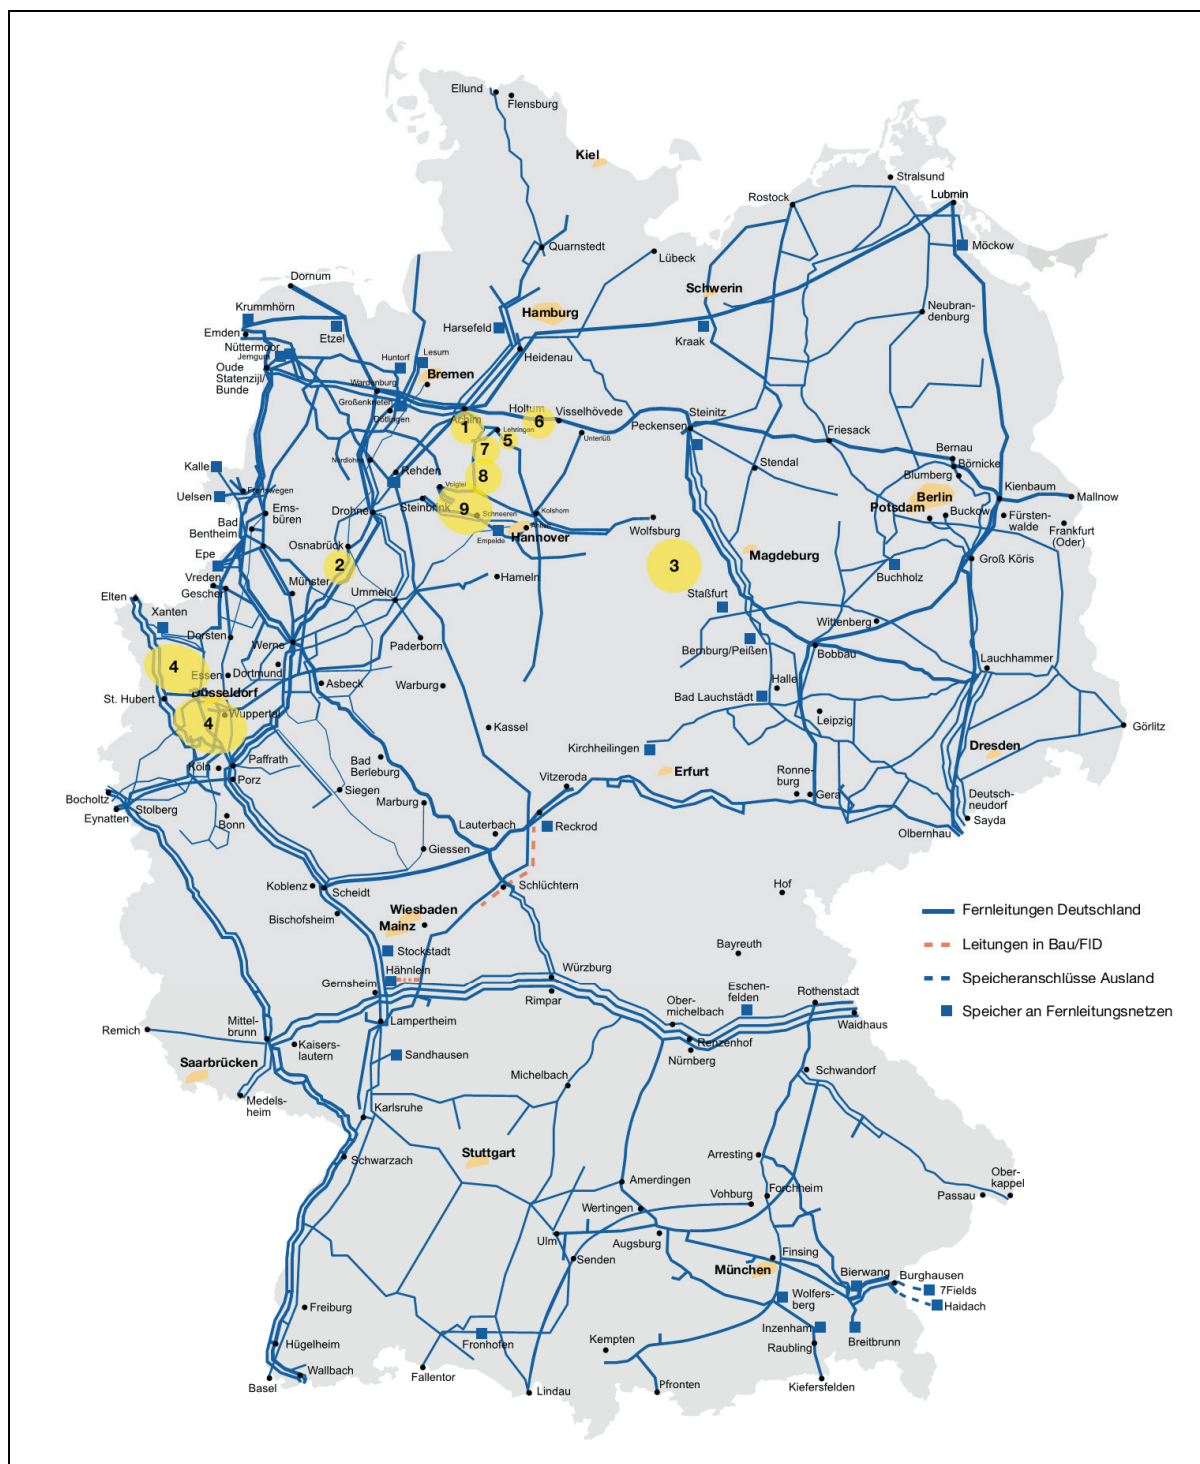 Ellund
Flensburg
Kiel
Stralsund
Lubmin
Rostock
Möckow
Quarnstedt
Lübeck
Dornum
Schwerin
Krummhörn
Hamburg
Neubran-
denburg
Emden
Etzel
Harsefeld
Kraak
Nüttermoor
Jemgum
Huntorf
Lesum
Heidenau
Oude
Statenzijl/
Bunde
Bremen
Wardenburg
Großenkneten
Dötlingen
Achim
Holtum
Visselhövede
Steinitz
Peckensen
1
6
Lehringen
5
Unterlüß
Friesack
7
Bernau
Börnicke
Blumberg
Nordlohne
Rehden
Stendal
Kalle
8
Voigtei
Kienbaum
Mallnow
Uelsen
Frenswegen
Steinbrink
Berlin
Potsdam
Buckow
Fürsten-
walde
Frankfurt
(Oder)
Ems-
büren
Drohne
9
Schneeren
Kolshorn
Wolfsburg
Bad
Bentheim
Empelde
Hannover
Osnabrück
Magdeburg
Groß Köris
Epe
2
3
Buchholz
Vreden
Gescher
Münster
Hameln
Elten
Ummeln
Staßfurt
Xanten
Wittenberg
Dorsten
Werne
Paderborn
Bernburg/Peißen
Bobbau
4
Essen
Dortmund
Lauchhammer
Asbeck
Warburg
Halle
St. Hubert
Düsseldorf
Bad Lauchstädt
4
Wuppertal
Leipzig
Kassel
Görlitz
Kirchheilingen
Dresden
Köln
Paffrath
Bad
Berleburg
Erfurt
Ronne-
burg
Porz
Vitzeroda
Gera
Bocholtz
Siegen
Deutsch-
neudorf
Eynatten
Stolberg
Marburg
Sayda
Bonn
Lauterbach
Reckrod
Olbernhau
Giessen
Koblenz
Scheidt
Schlüchtern
Hof
Bischofsheim
Wiesbaden
Mainz
Fernleitungen Deutschland
Leitungen in Bau/FID
Speicheranschlüsse Ausland
Speicher an Fernleitungsnetzen
Stockstadt
Bayreuth
Hähnlein
Würzburg
Gernsheim
Rimpar
Eschen-
felden
Rothenstadt
Ober-
michelbach
Waidhaus
Remich
Mittel-
brunn
Lampertheim
Kaisers-
lautern
Renzenhof
Nürnberg
Sandhausen
Saarbrücken
Michelbach
Schwandorf
Medels-
heim
Karlsruhe
Stuttgart
Schwarzach
Arresting
Ober-
kappel
Amerdingen
Forchheim
Passau
Vohburg
Wertingen
Ulm
Augsburg
Senden
Finsing
München
Bierwang
Burghausen
7Fields
Wolfers-
berg
Haidach
Freiburg
Inzenham
Hügelheim
Fronhofen
Kempten
Raubling
Breitbrunn
Wallbach
Basel
Fallentor
Lindau
Pfronten
Kiefersfelden